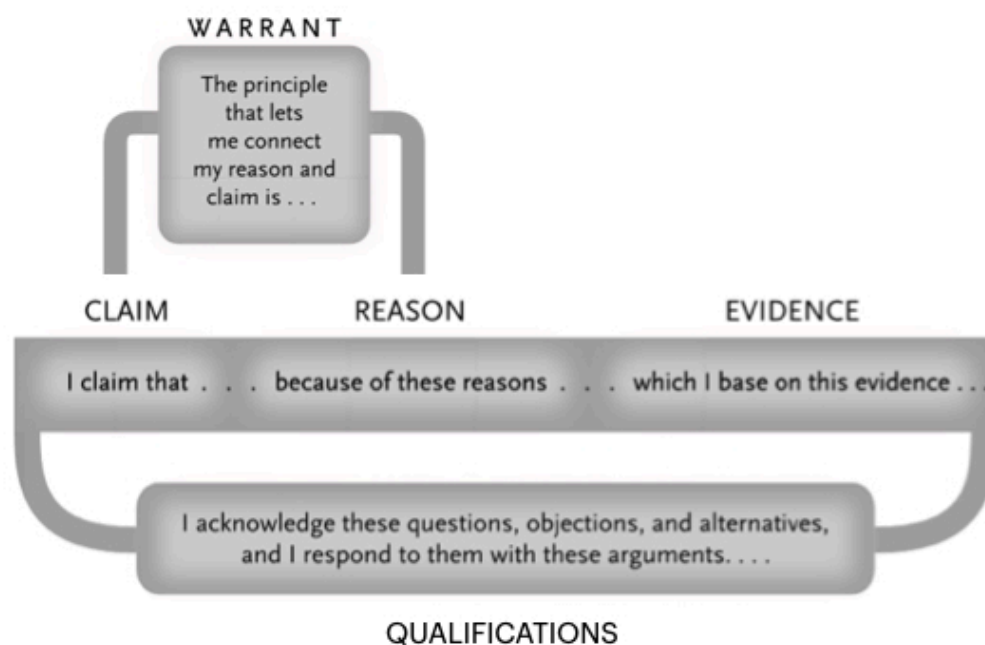 WARRANT
The principle
that lets
me connect
my reason and
claim is . . .
CLAIM REASON EVIDENCE
I claim that . . . because of these reasons . . . which I base on this evidence . . .
I acknowledge these questions, objections, and alternatives,
and I respond to them with these arguments. . . .
QUALIFICATIONS